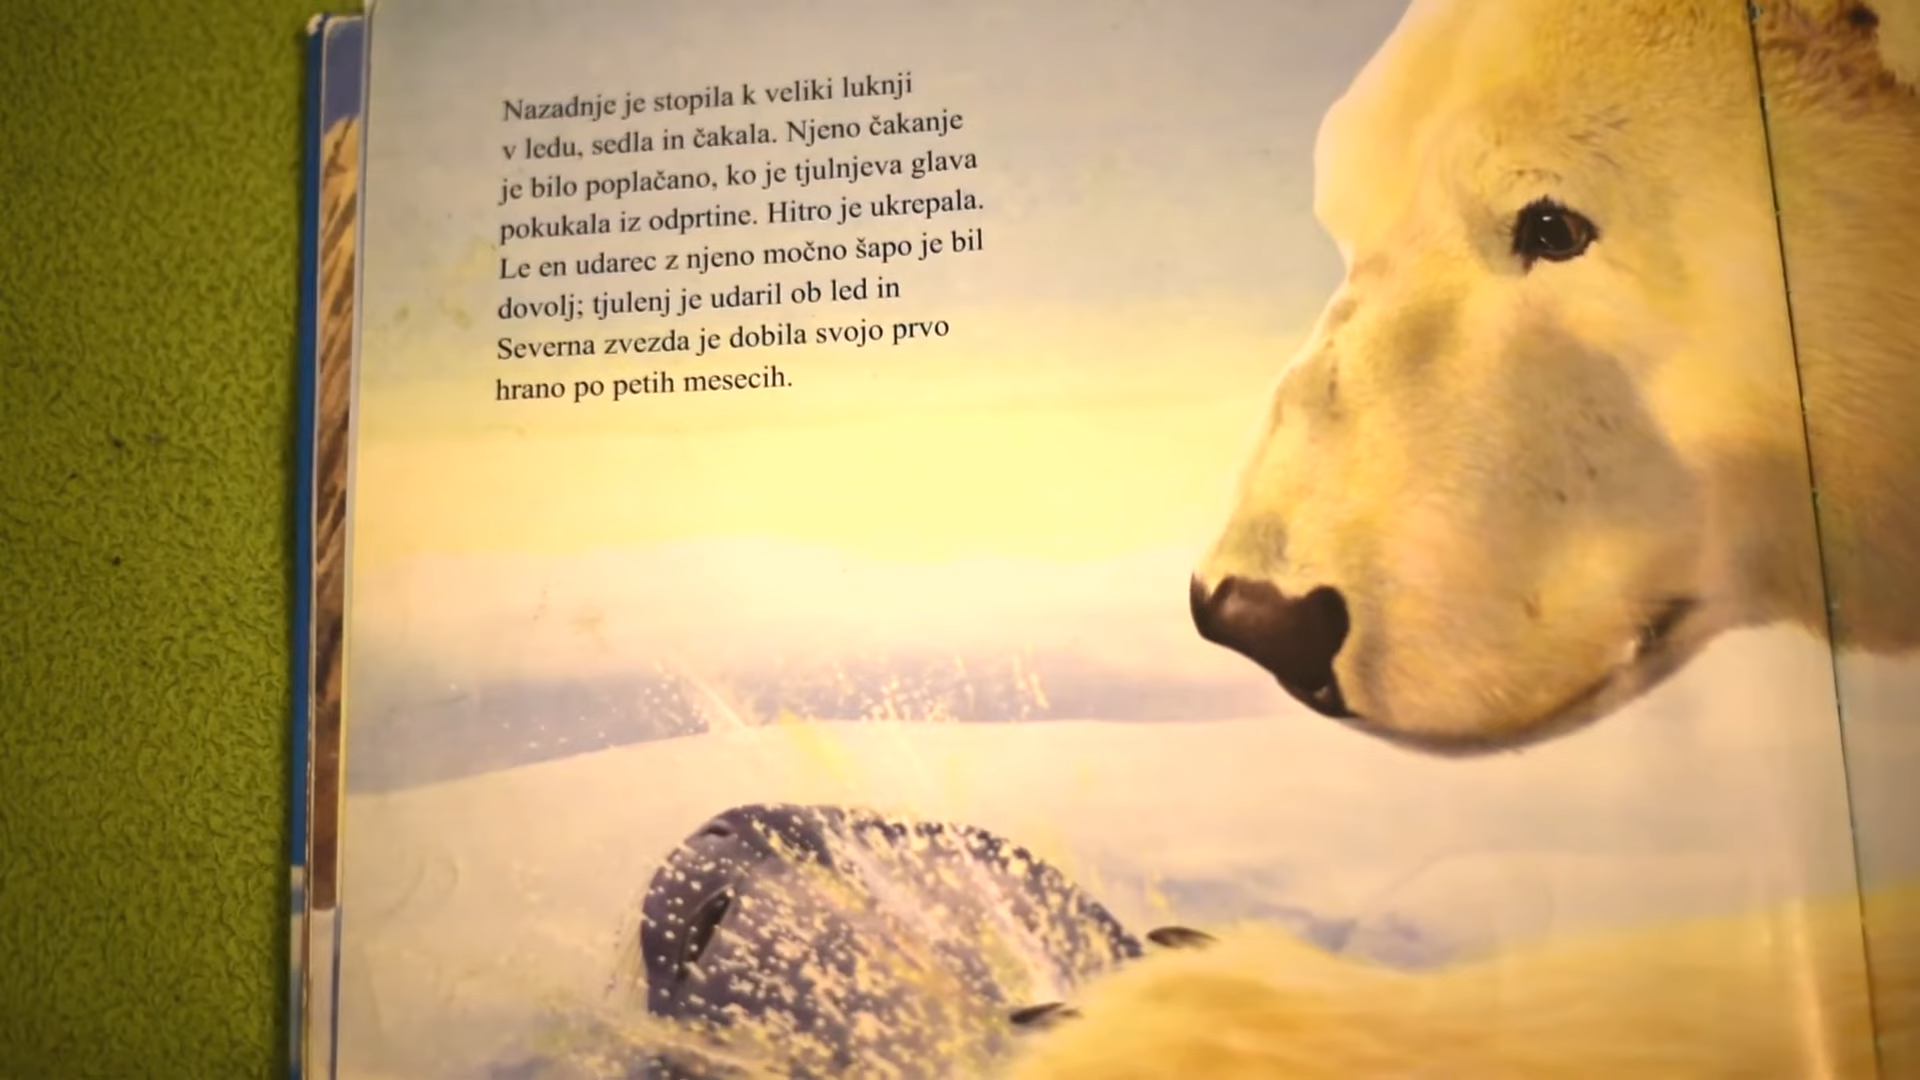 Nazadnje je stopila k veliki luknji
v ledu, sedla in čakala. Njeno čakanje
je bilo poplačano, ko je tjulnjeva glava
pokukala iz odprtine. Hitro je ukrepala.
Le en udarec z njeno močno šapo je bil
dovolj; tjulenj je udaril ob led in
Severna zvezda je dobila svojo prvo
hrano po petih mesecih.